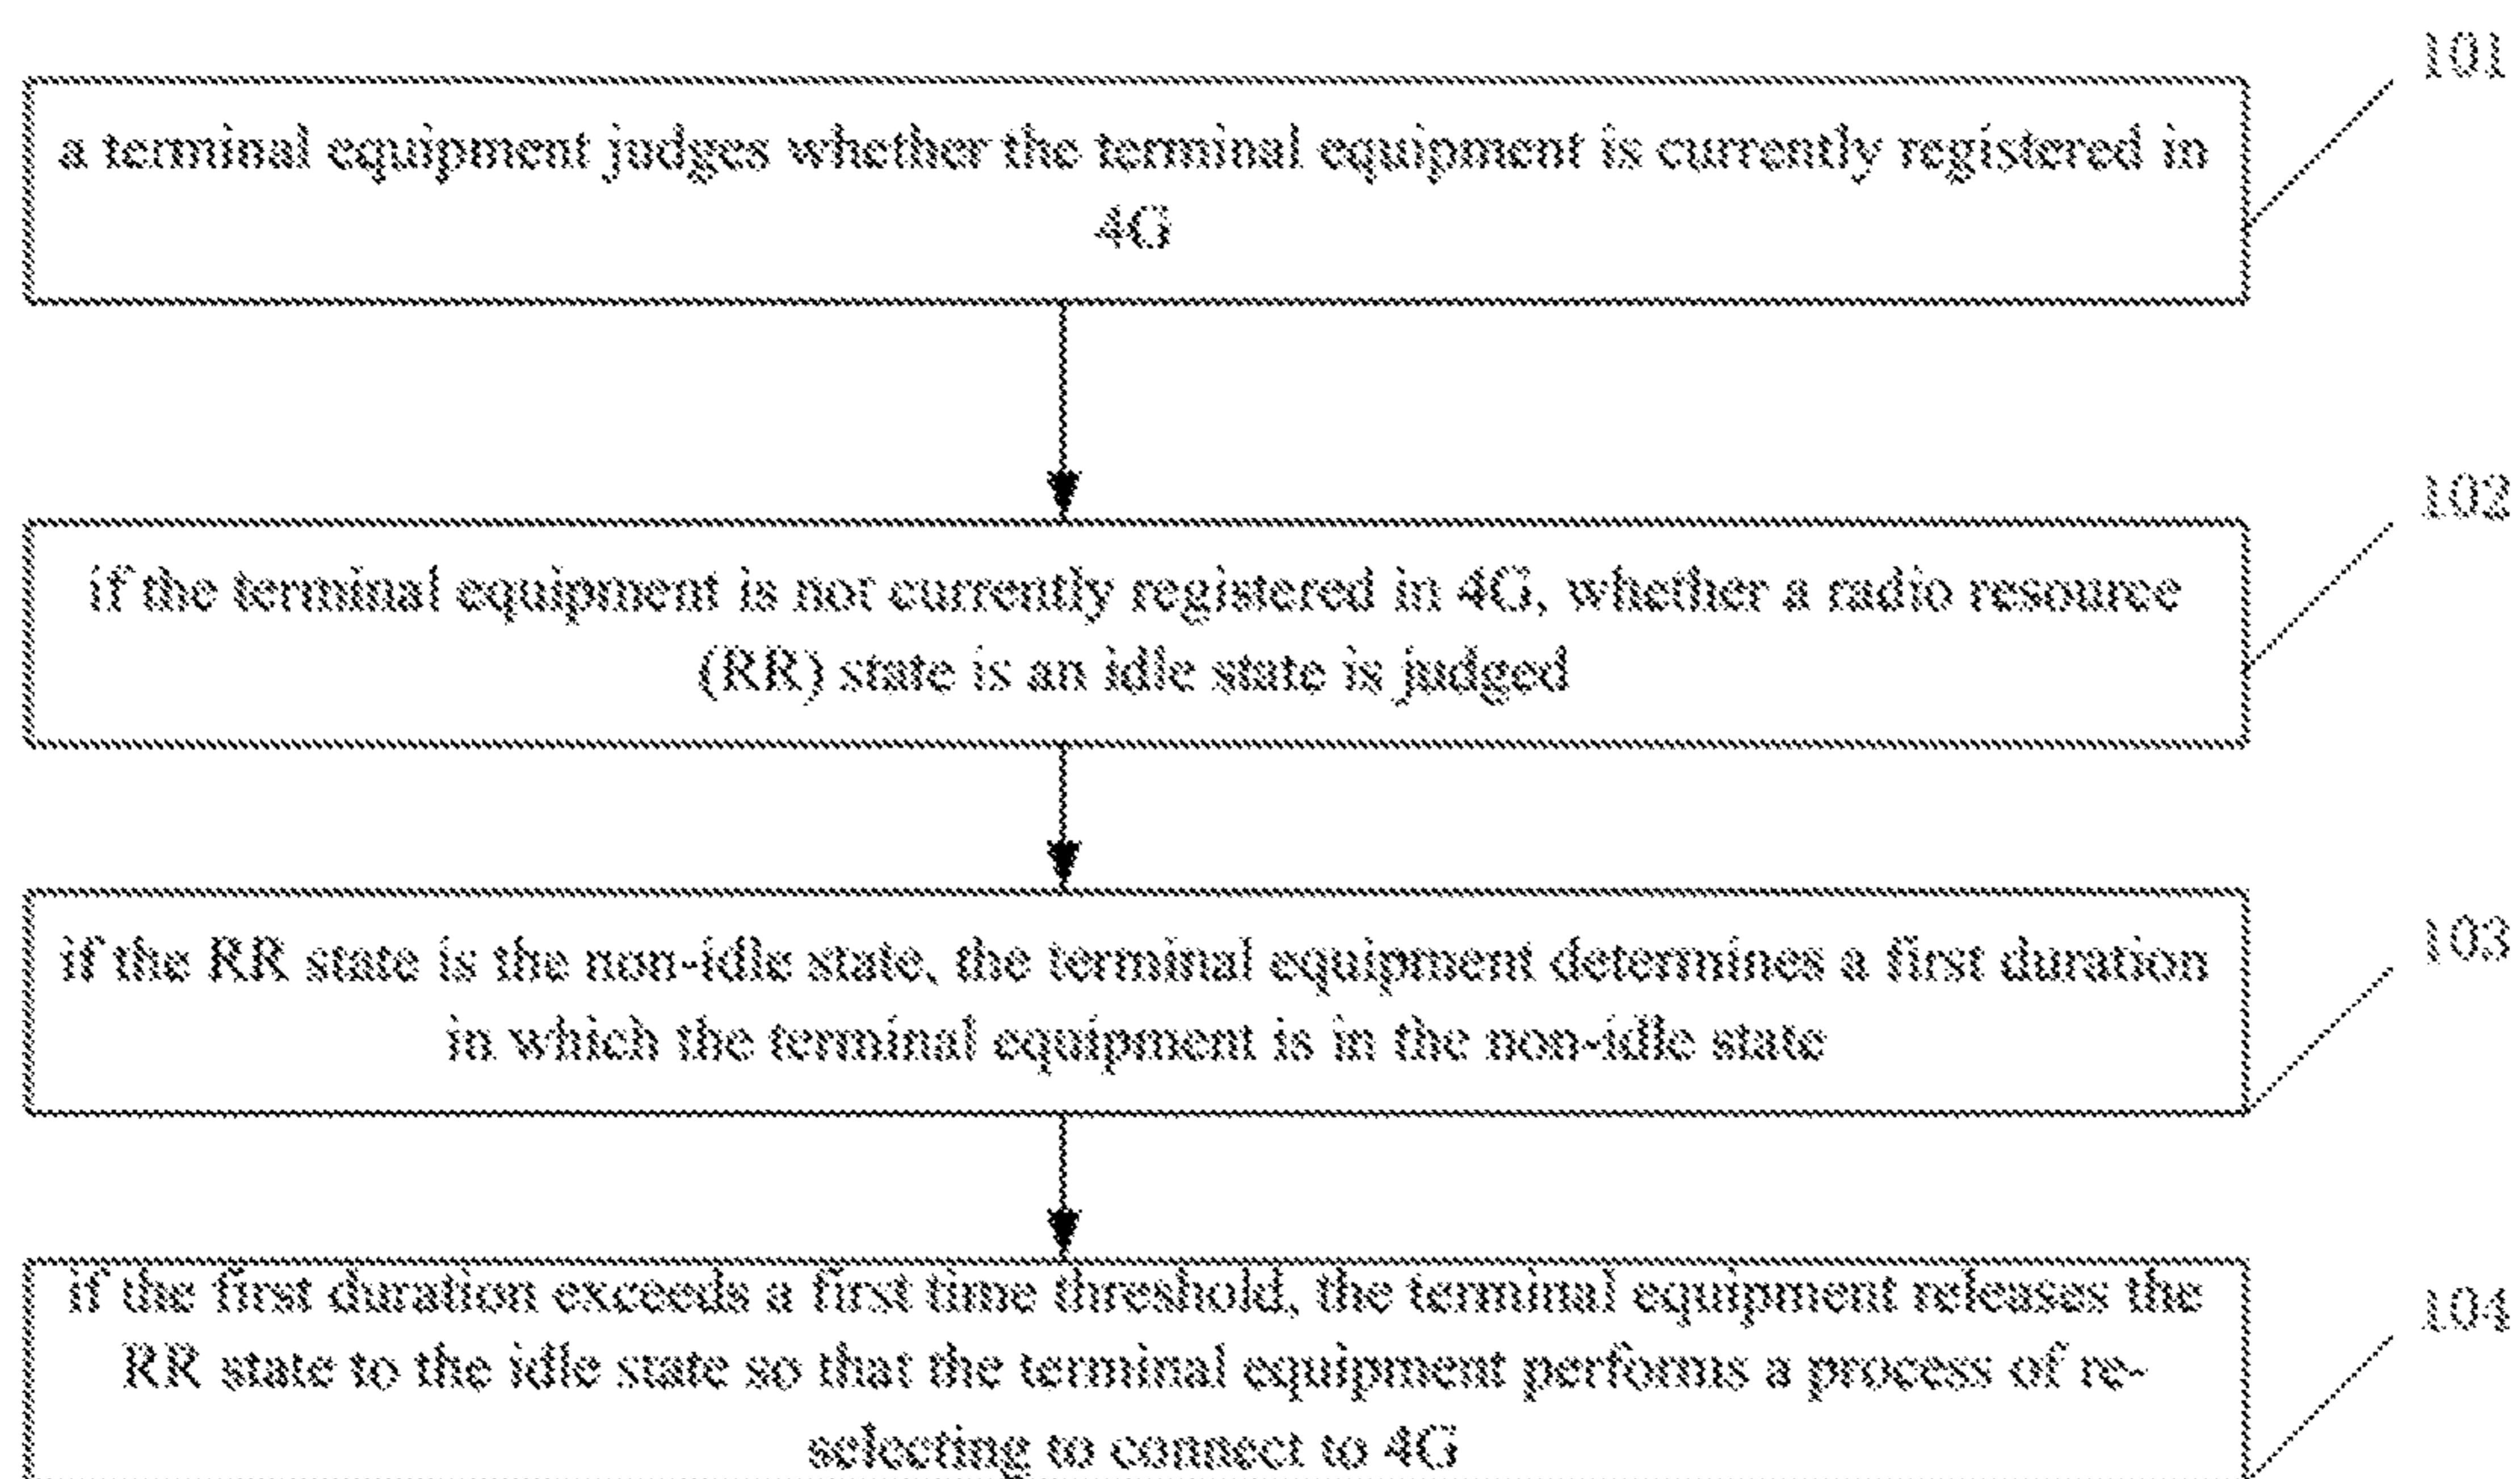 101
a terminal equipment judges whether the terminal equipment is currently registered in
4G
102
if the terminal equipment is not currently registered in 4G, whether a radio resource
(RR) state is an idle state is judged
103
if the RR state is the non-idle state, the terminal equipment determines a first duration
in which the terminal equipment is in the non-idle state
104
if the first duration exceeds a first time threshold, the terminal equipment releases the
RR state to the idle state so that the terminal equipment performs a process of re-
selecting to connect to 4G